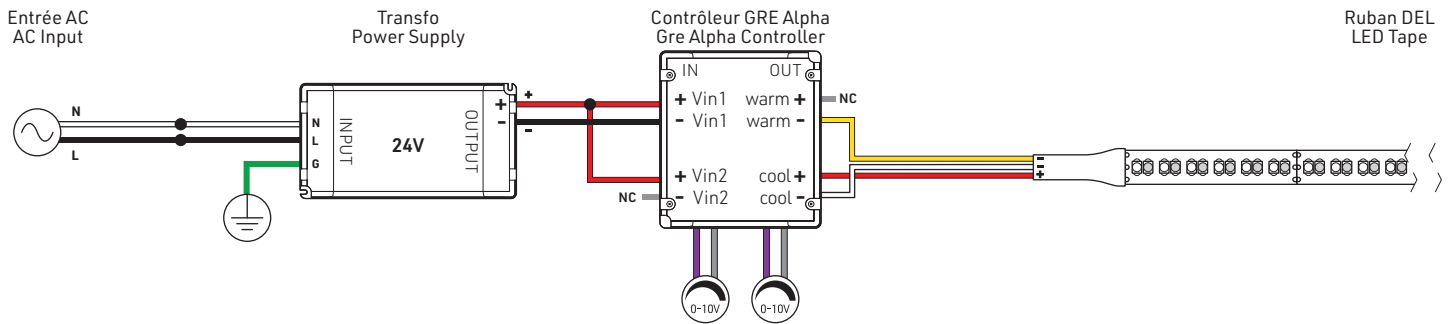 Entrée AC
AC Input
Transfo
Power Supply
Contrôleur GRE Alpha
Gre Alpha Controller
Ruban DEL
LED Tape
N
L
N
L
G
INPUT
24V
OUTPUT
+
-
+
-
IN OUT
+ Vin1 warm + NC
- Vin1 warm -
+ Vin2 cool +
NC - Vin2 cool -
-
-
+
0-10V
0-10V